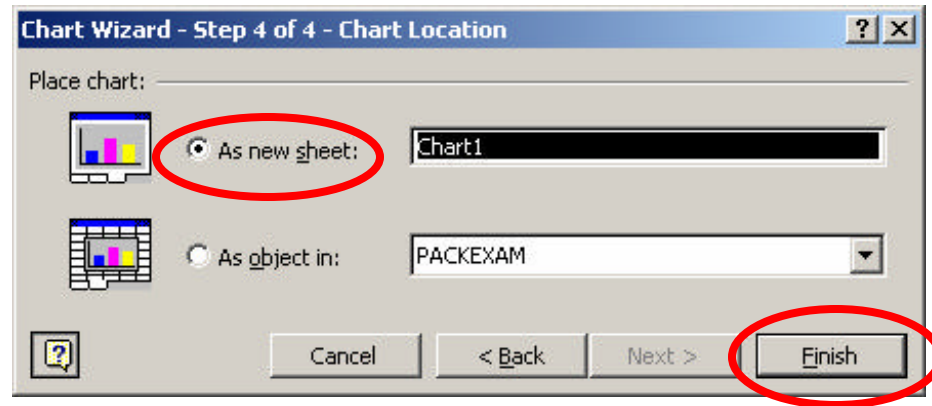 Chart Wizard - Step 4 of 4 - Chart Location ? ×
Place chart:
As new sheet: Chart1
As object in: PACKEXAM
? Cancel < Back Next > Finish